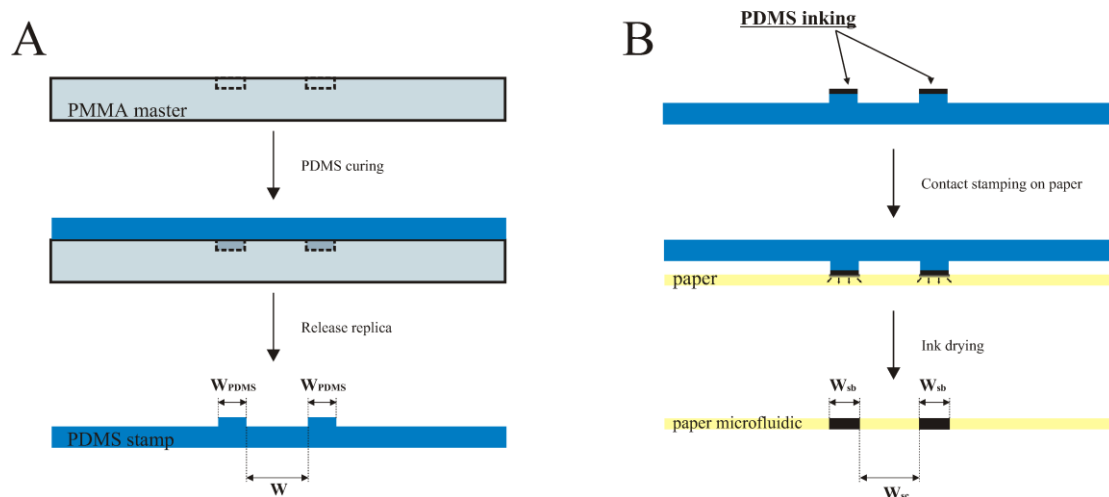 A
PMMA master
PDMS curing
Release replica
WPDMS WPDMS
PDMS stamp
W
B
PDMS inking
Contact stamping on paper
paper
Ink drying
Wsb Wsb
paper microfluidic
Wsc